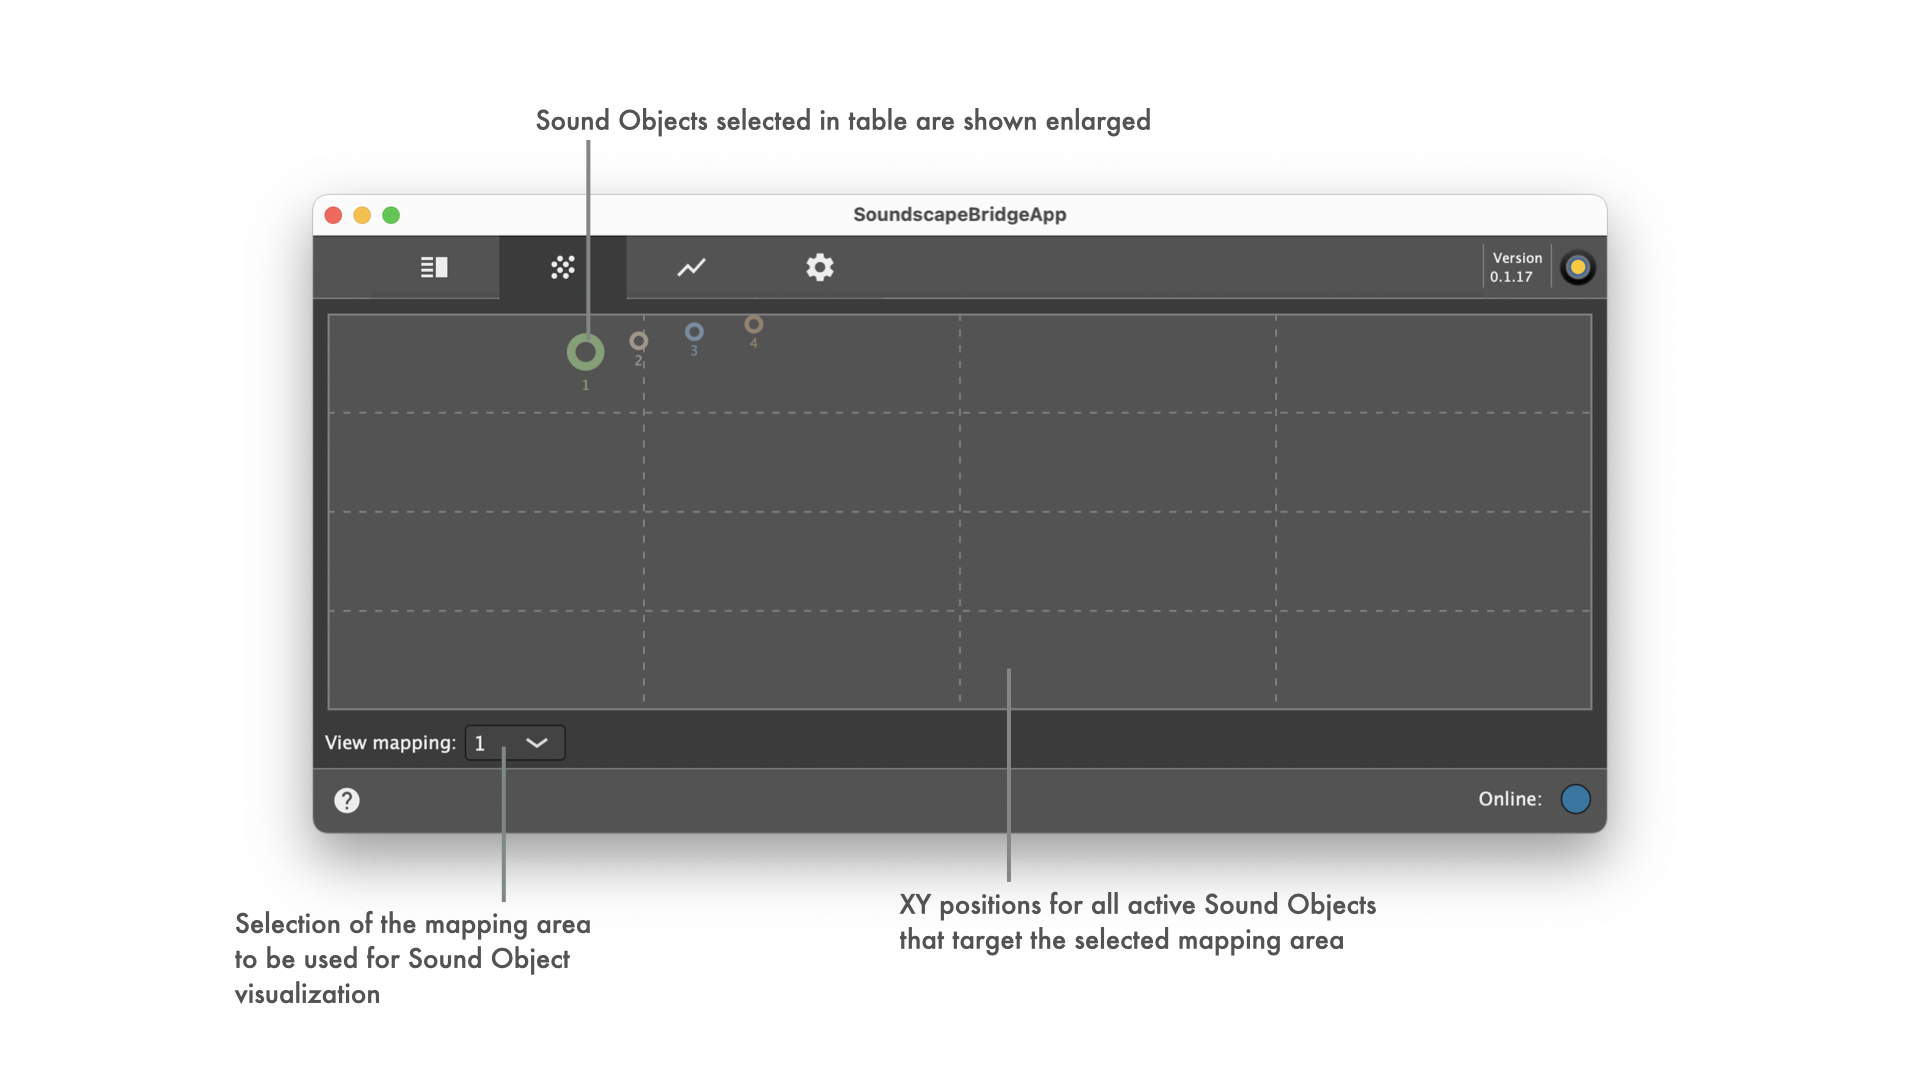 Sound Objects selected in table are shown enlarged
SoundscapeBridgeApp
Version
0.1.17
1
2
3
4
View mapping: 1
?
Online:
Selection of the mapping area
to be used for Sound Object
visualization
XY positions for all active Sound Objects
that target the selected mapping area